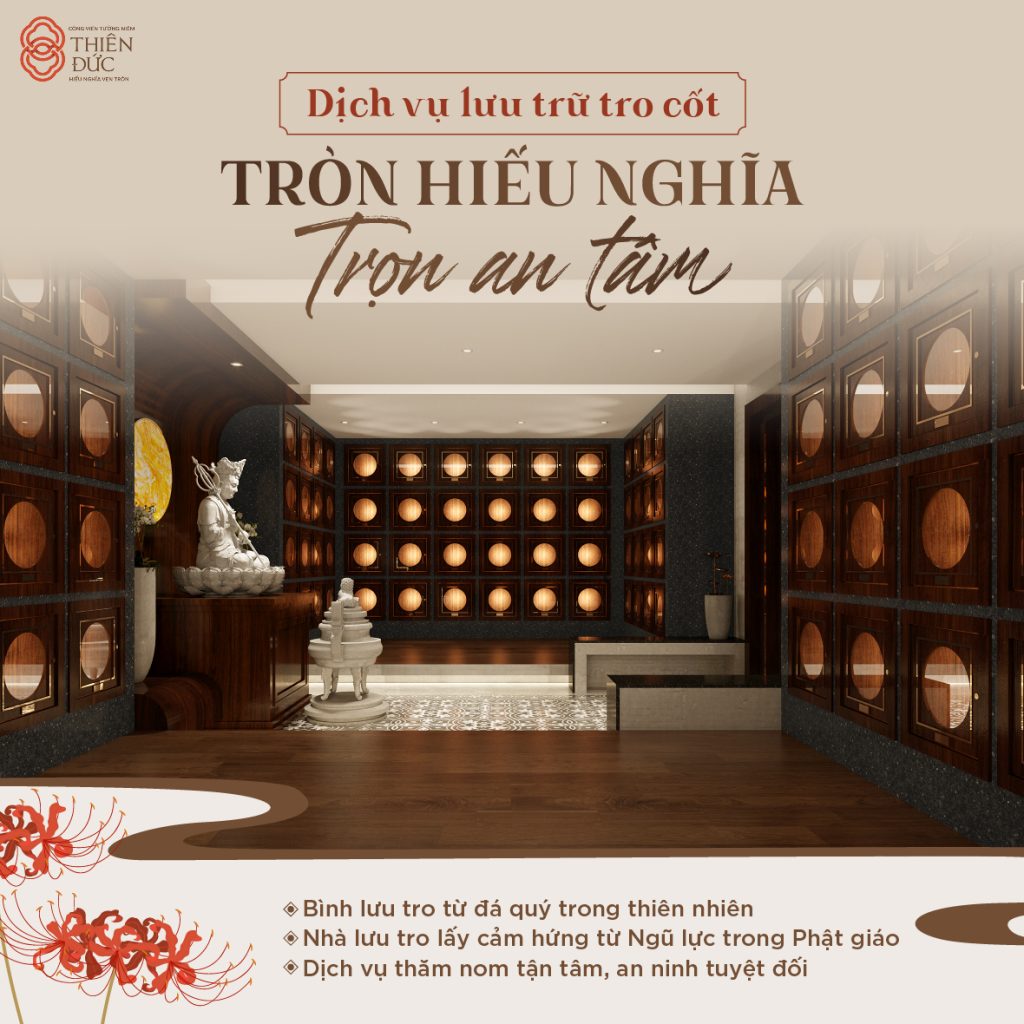 CÔNG VIÊN TƯỞNG NIỆM
THIÊN
ĐỨC
HIẾU NGHĨA VẸN TRÒN
Dịch vụ lưu trữ tro cốt
TRÒN HIẾU NGHĨA
Trọn an tâm
Bình lưu tro từ đá quý trong thiên nhiên
Nhà lưu tro lấy cảm hứng từ Ngũ lực trong Phật giáo
Dịch vụ thăm nom tận tâm, an ninh tuyệt đối